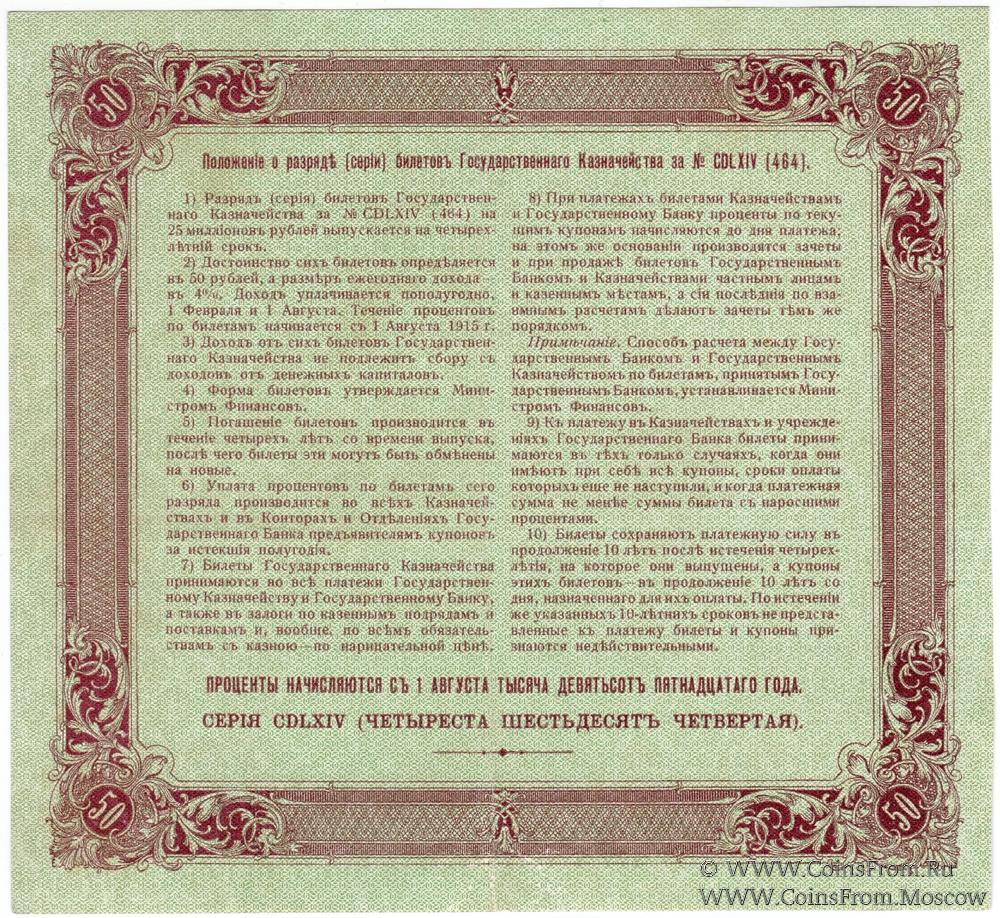 50 50
Положеніе о разрядѣ (серіи) билетовъ Государственнаго Казначейства за № CDLXIV (464).
1) Разрядъ (серія) билетовъ Государствен-
наго Казначейства за № CDLXIV (464) на
25 милліоновъ рублей выпускается на четырех-
лѣтній срокъ.
2) Достоинство сихъ билетовъ опредѣляется
въ 50 рублей, а размѣръ ежегоднаго дохода—
въ 4%. Доходъ уплачивается пополугодно,
1 Февраля и 1 Августа. Теченіе процентовъ
по билетамъ начинается съ 1 Августа 1915 г.
3) Доходъ отъ сихъ билетовъ Государствен-
наго Казначейства не подлежитъ сбору съ
доходовъ отъ денежныхъ капиталовъ.
4) Форма билетовъ утверждается Мини-
стромъ Финансовъ.
5) Погашеніе билетовъ производится въ
теченіе четырехъ лѣтъ со времени выпуска,
послѣ чего билеты эти могутъ быть обмѣнены
на новые.
6) Уплата процентовъ по билетамъ сего
разряда производится во всѣхъ Казначей-
ствахъ и въ Конторахъ и Отдѣленіяхъ Госу-
дарственнаго Банка предъявителямъ купоновъ
за истекшія полугодія.
7) Билеты Государственнаго Казначейства
принимаются во всѣ платежи Государствен-
ному Казначейству и Государственному Банку,
а также въ залоги по казеннымъ подрядамъ и
поставкамъ и, вообще, по всѣмъ обязатель-
ствамъ съ казною—по нарицательной цѣнѣ.
8) При платежахъ билетами Казначействамъ
и Государственному Банку проценты по теку-
щимъ купонамъ начисляются до дня платежа;
на этомъ же основаніи производятся зачеты
и при продажѣ билетовъ Государственнымъ
Банкомъ и Казначействами частнымъ лицамъ
и казеннымъ мѣстамъ, а сіи послѣднія по вза-
имнымъ расчетамъ дѣлаютъ зачеты тѣмъ же
порядкомъ.
Примѣчаніе. Способъ расчета между Госу-
дарственнымъ Банкомъ и Государственнымъ
Казначействомъ по билетамъ, принятымъ Госу-
дарственнымъ Банкомъ, устанавливается Мини-
стромъ Финансовъ.
9) Къ платежу въ Казначействахъ и учрежде-
ніяхъ Государственнаго Банка билеты прини-
маются въ тѣхъ только случаяхъ, когда они
имѣютъ при себѣ всѣ купоны, сроки оплаты
которыхъ еще не наступили, и когда платежная
сумма не менѣе суммы билета съ наросшими
процентами.
10) Билеты сохраняютъ платежную силу въ
продолженіе 10 лѣтъ послѣ истеченія четырех-
лѣтія, на которое они выпущены, а купоны
этихъ билетовъ—въ продолженіе 10 лѣтъ со
дня, назначеннаго для ихъ оплаты. По истеченіи
же указанныхъ 10-лѣтнихъ сроковъ не предста-
вленные къ платежу билеты и купоны при-
знаются недѣйствительными.
ПРОЦЕНТЫ НАЧИСЛЯЮТСЯ СЪ 1 АВГУСТА ТЫСЯЧА ДЕВЯТЬСОТЪ ПЯТНАДЦАТАГО ГОДА.
СЕРІЯ CDLXIV (ЧЕТЫРЕСТА ШЕСТЬДЕСЯТЪ ЧЕТВЕРТАЯ).
50 50
© WWW.CoinsFrom.Ru
WWW.CoinsFrom.Moscow